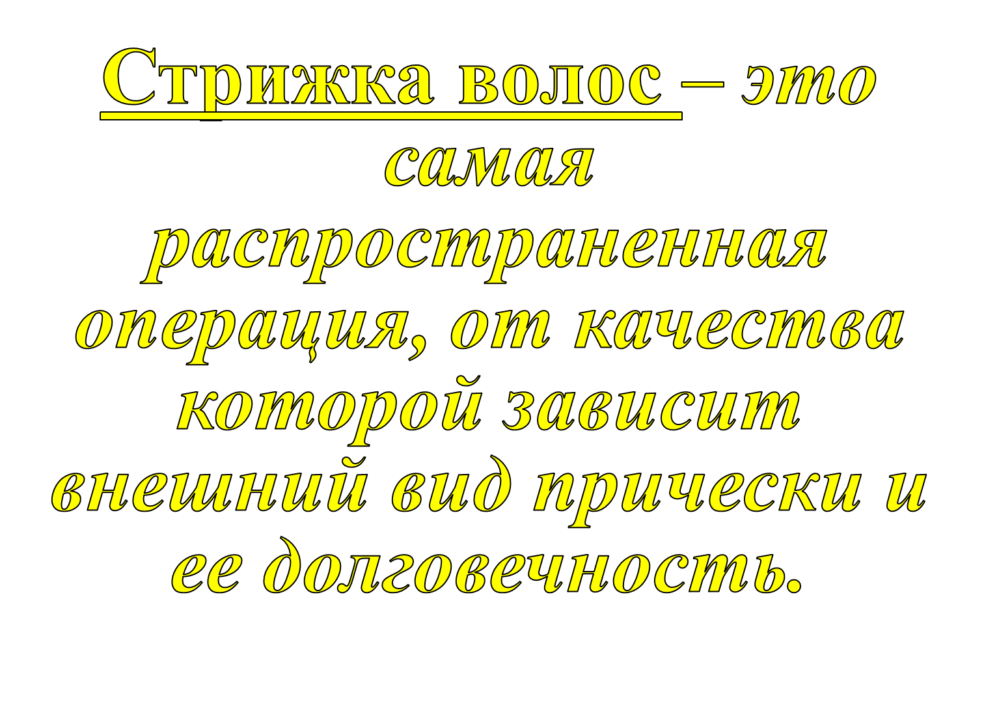 Стрижка волос – это
самая
распространенная
операция, от качества
которой зависит
внешний вид прически и
ее долговечность.